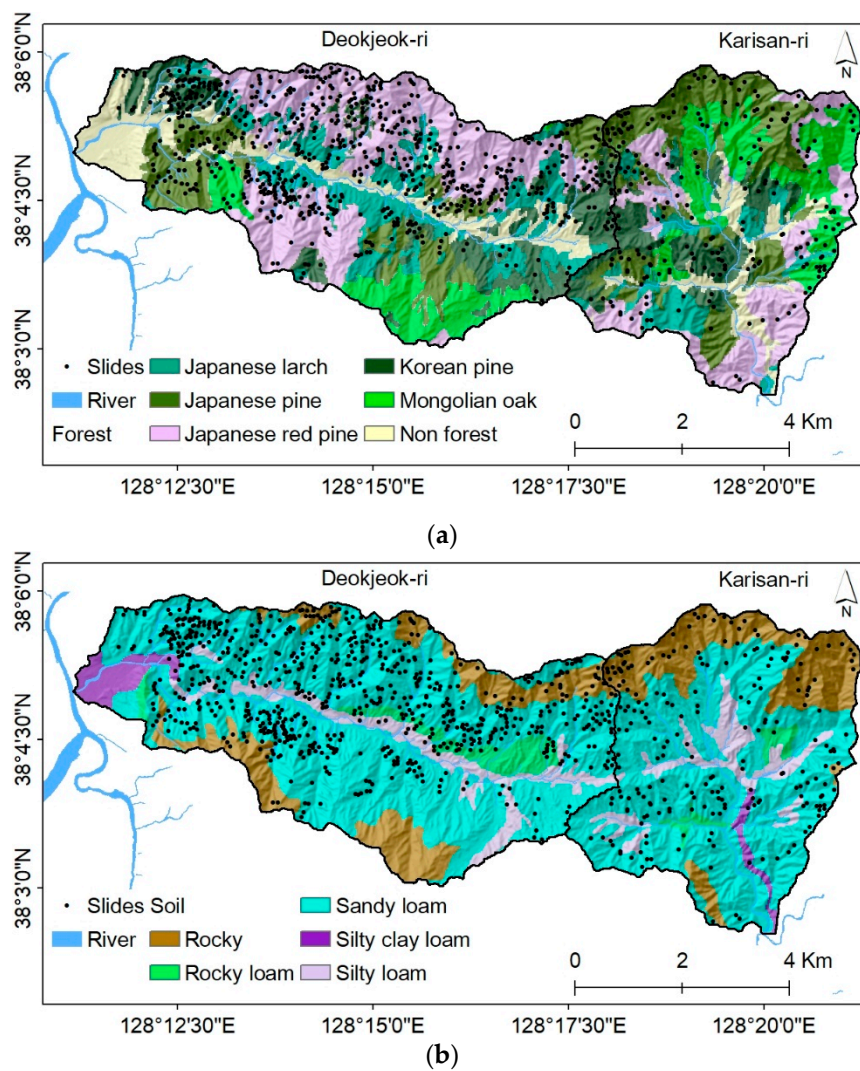 Deokjeok-ri Karisan-ri
38°6'0"N
N
38°4'30"N
38°3'0"N
• Slides Japanese larch Korean pine
River Japanese pine Mongolian oak
Forest Japanese red pine Non forest
0 2 4 Km
128°12'30"E 128°15'0"E 128°17'30"E 128°20'0"E
(a)
Deokjeok-ri Karisan-ri
38°6'0"N
N
38°4'30"N
38°3'0"N
• Slides Soil Sandy loam
River Rocky Silty clay loam
Rocky loam Silty loam
0 2 4 Km
128°12'30"E 128°15'0"E 128°17'30"E 128°20'0"E
(b)